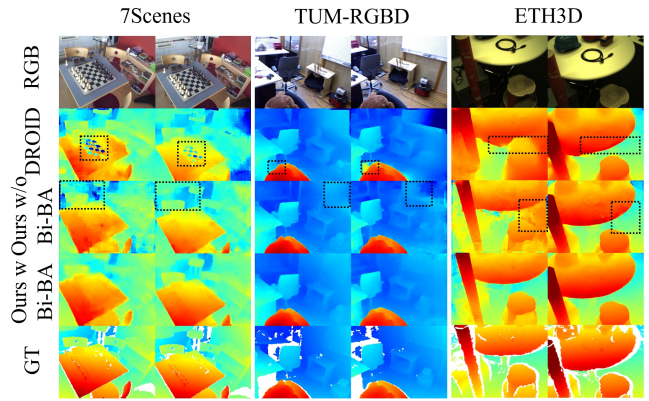 7Scenes TUM-RGBD ETH3D
RGB
DROID
Ours w/o
Bi-BA
Ours w
Bi-BA
GT